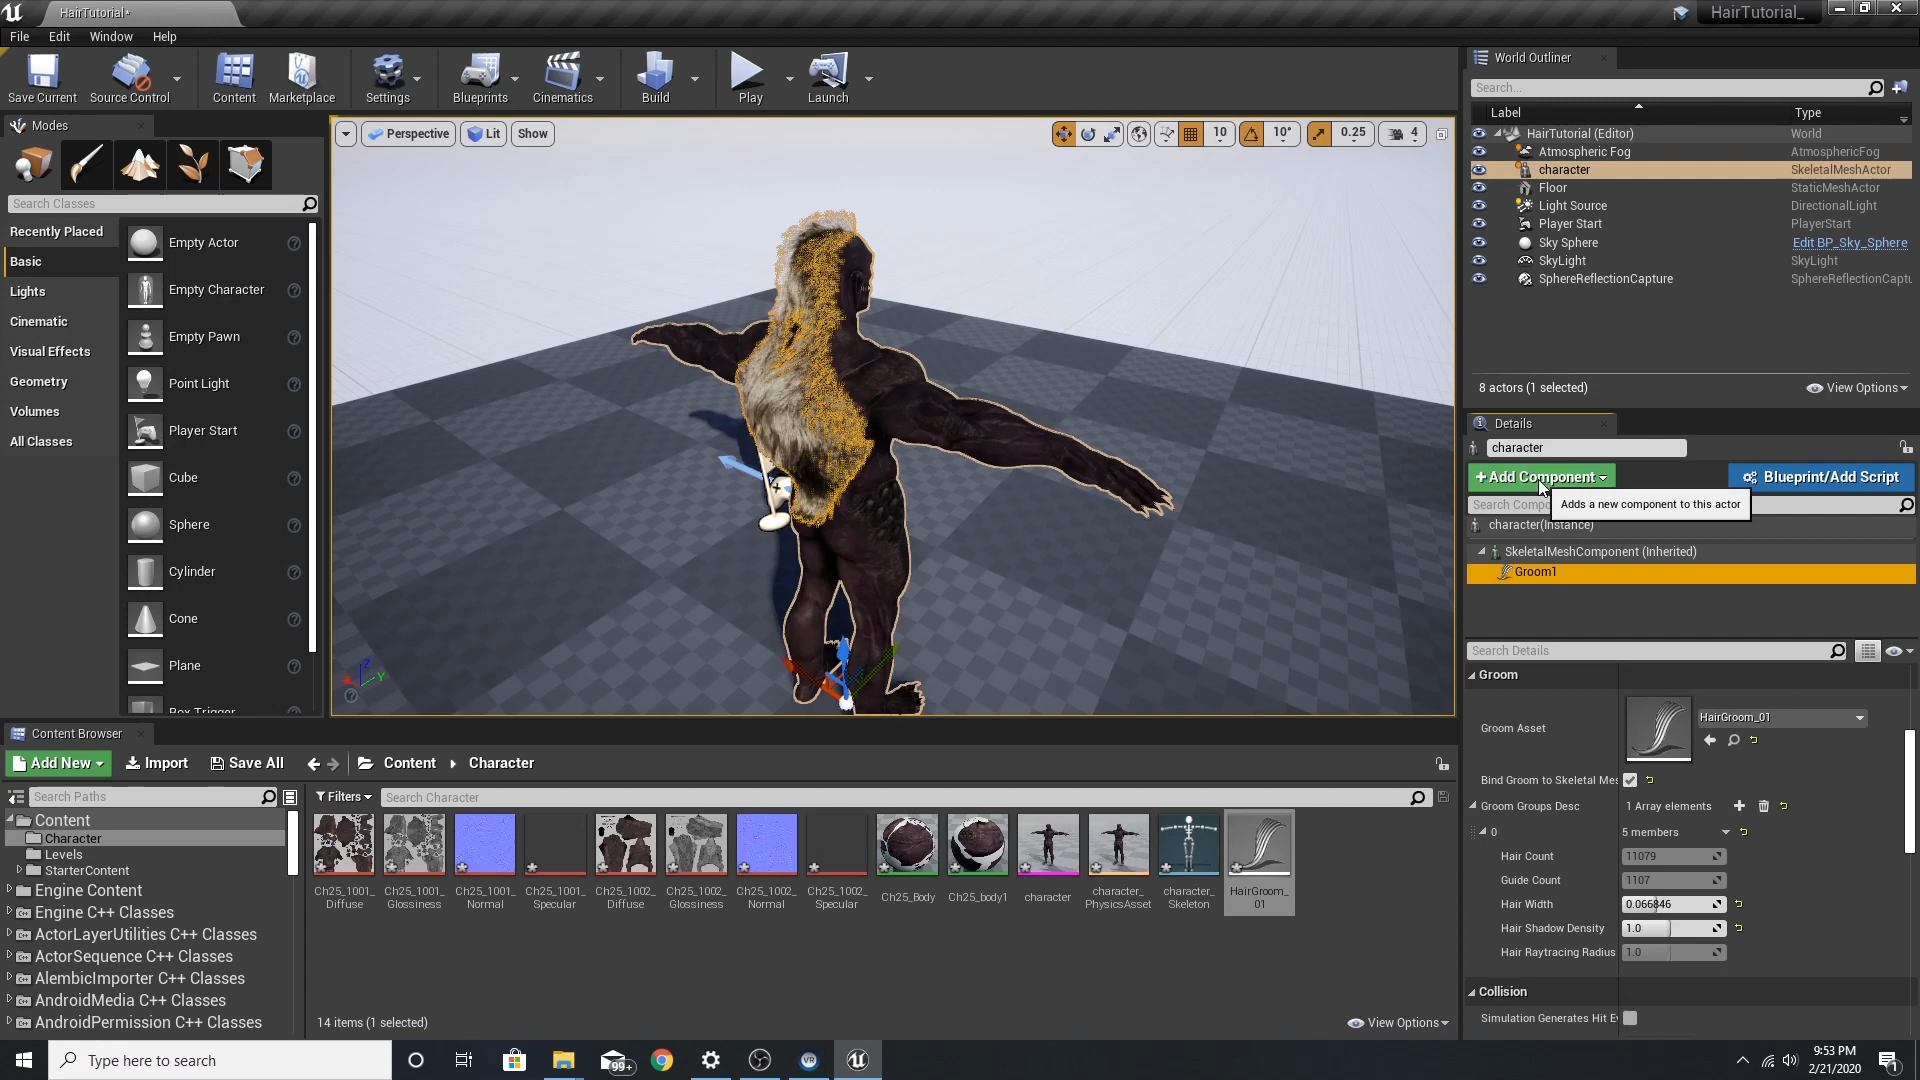 HairTutorial*
HairTutorial_
File Edit Window Help
Save Current
Source Control
Content
Marketplace
Settings
Blueprints
Cinematics
Build
Play
Launch
Modes
Search Classes
Recently Placed
Basic
Lights
Cinematic
Visual Effects
Geometry
Volumes
All Classes
Empty Actor
Empty Character
Empty Pawn
Point Light
Player Start
Cube
Sphere
Cylinder
Cone
Plane
Box Trigger
Perspective
Lit
Show
10
10°
0.25
4
Z
Y
World Outliner
Search...
Label Type
HairTutorial (Editor) World
Atmospheric Fog AtmosphericFog
character SkeletalMeshActor
Floor StaticMeshActor
Light Source DirectionalLight
Player Start PlayerStart
Sky Sphere Edit BP_Sky_Sphere
SkyLight SkyLight
SphereReflectionCapture SphereReflectionCaptu
8 actors (1 selected) View Options
Details
character
+Add Component
Blueprint/Add Script
Search Compo
Adds a new component to this actor
character(Instance)
SkeletalMeshComponent (Inherited)
Groom1
Search Details
Groom
Groom Asset HairGroom_01
Bind Groom to Skeletal Mes
Groom Groups Desc 1 Array elements
0 5 members
Hair Count 11079
Guide Count 1107
Hair Width 0.066846
Hair Shadow Density 1.0
Hair Raytracing Radius 1.0
Collision
Simulation Generates Hit E
Content Browser
Add New Import Save All Content Character
Search Paths
Filters
Search Character
Content
Character
Levels
StarterContent
Engine Content
Engine C++ Classes
ActorLayerUtilities C++ Classes
ActorSequence C++ Classes
AlembicImporter C++ Classes
AndroidMedia C++ Classes
AndroidPermission C++ Classes
Ch25_1001_
Diffuse
Ch25_1001_
Glossiness
Ch25_1001_
Normal
Ch25_1001_
Specular
Ch25_1002_
Diffuse
Ch25_1002_
Glossiness
Ch25_1002_
Normal
Ch25_1002_
Specular
Ch25_Body
Ch25_body1
character
character_
PhysicsAsset
character_
Skeleton
HairGroom_
01
14 items (1 selected)
View Options
Type here to search
99+
VR
9:53 PM
2/21/2020
1